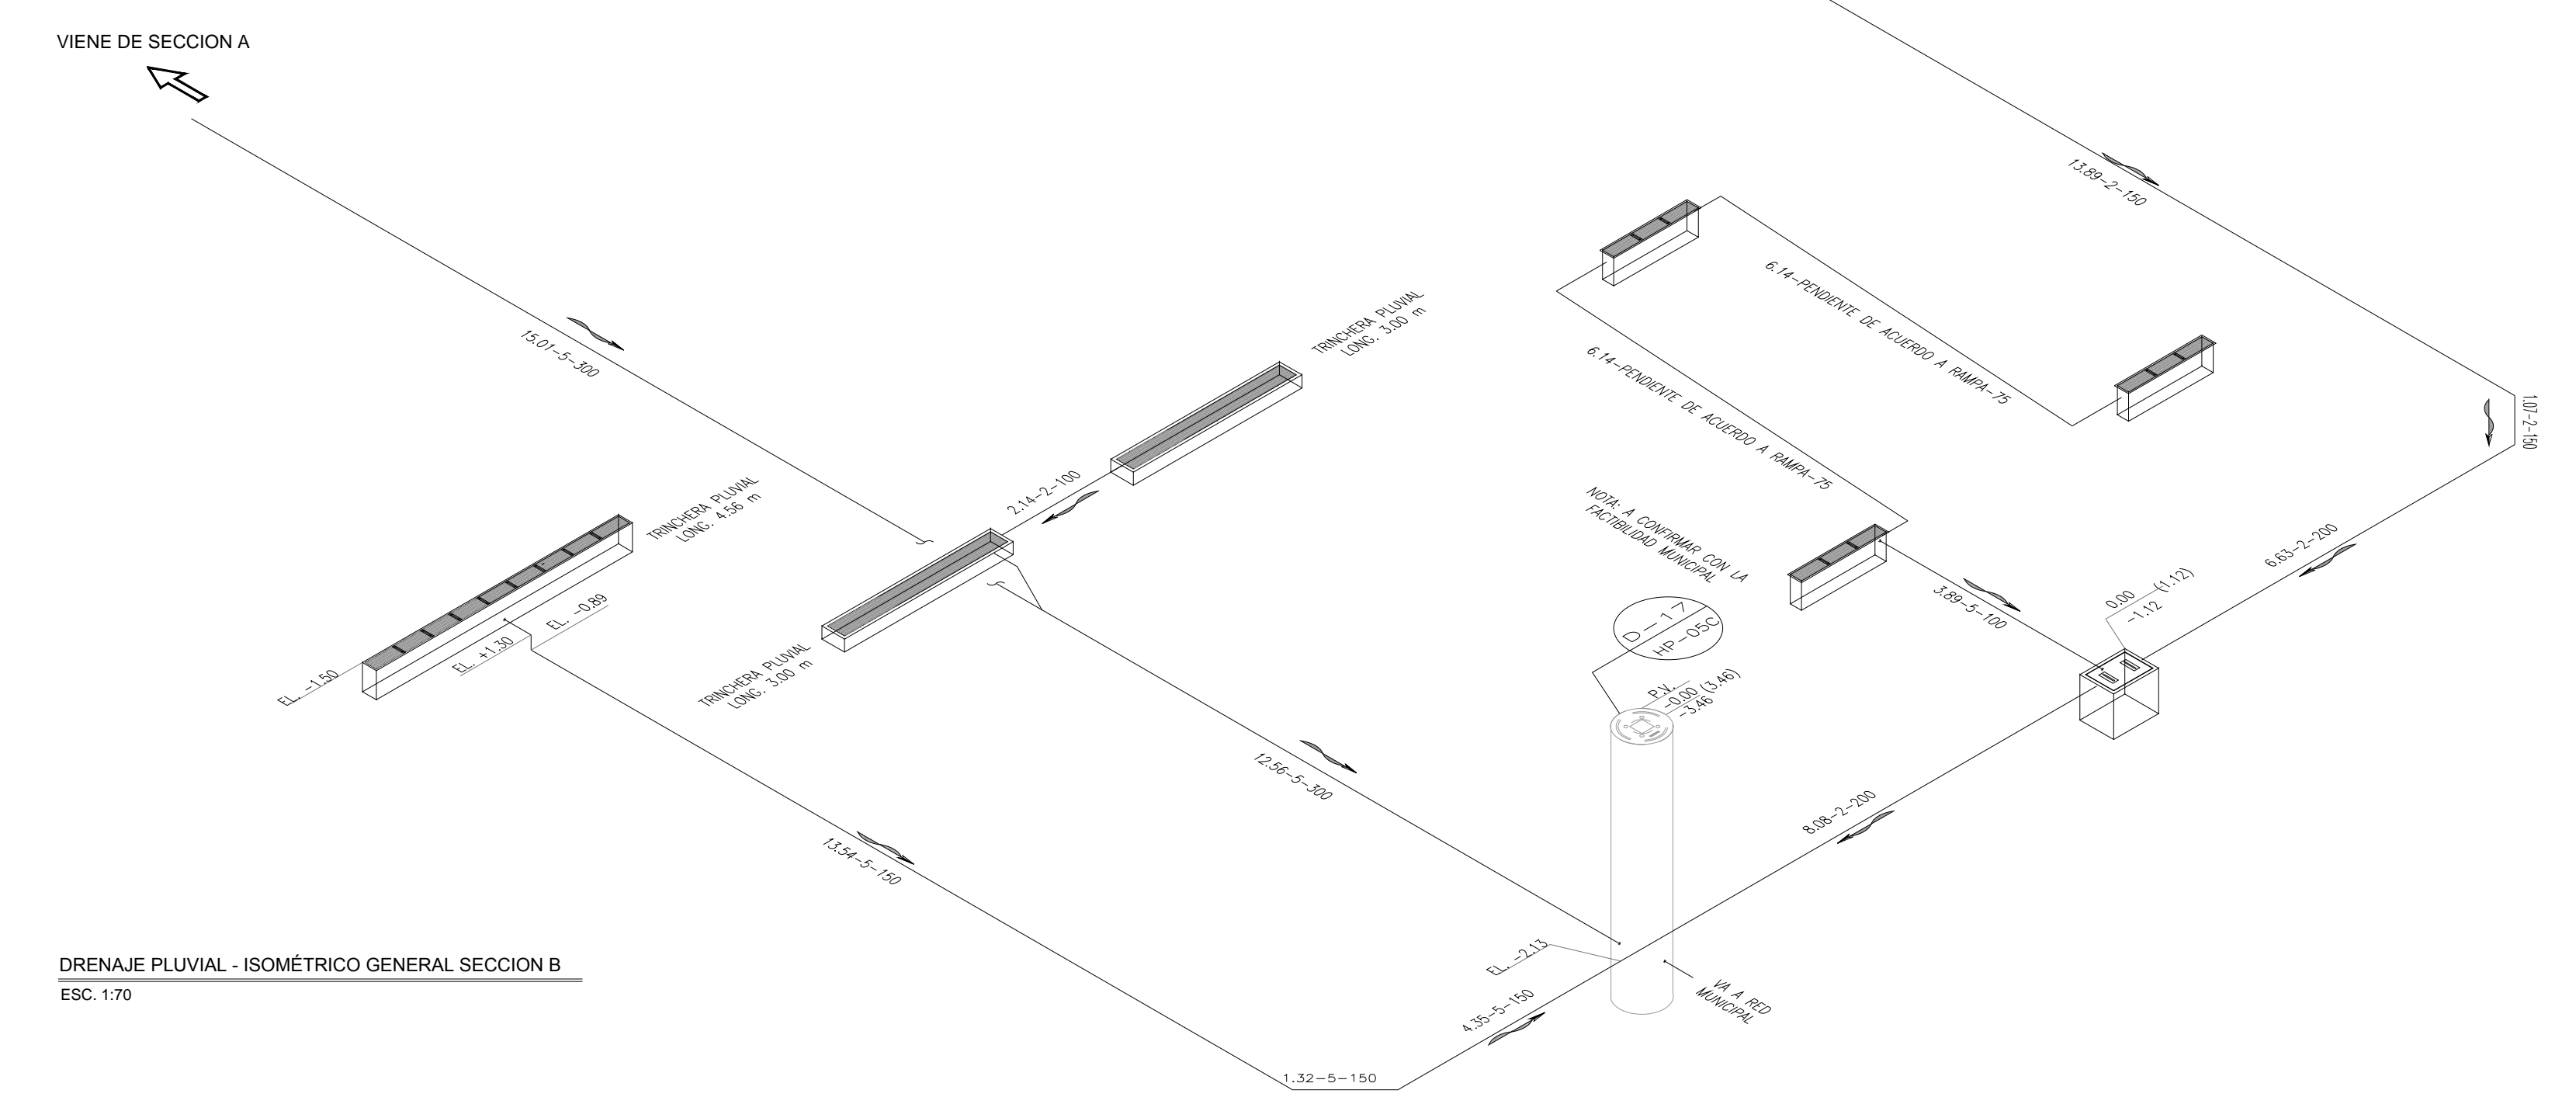 VIENE DE SECCION A
13.89-2-150
15.01-5-300
6.14-PENDIENTE DE ACUERDO A RAMPA-75
TRINCHERA PLUVIAL
LONG. 3.00 m
6.14-PENDIENTE DE ACUERDO A RAMPA-75
1.07-2-150
2.14-2-100
TRINCHERA PLUVIAL
LONG. 4.56 m
NOTA: A CONFIRMAR CON LA
FACTIBILIDAD MUNICIPAL
6.63-2-200
3.89-5-100
0.00
(1.12)
-1.12
D-17
HP-05C
EL. -0.89
EL. +1.30
EL. -1.50
TRINCHERA PLUVIAL
LONG. 3.00 m
P.V.
-0.00 (3.46)
-3.46
12.56-5-300
8.08-2-200
13.54-5-150
EL. -2.13
VA A RED
MUNICIPAL
4.35-5-150
1.32-5-150
DRENAJE PLUVIAL - ISOMÉTRICO GENERAL SECCION B
ESC. 1:70